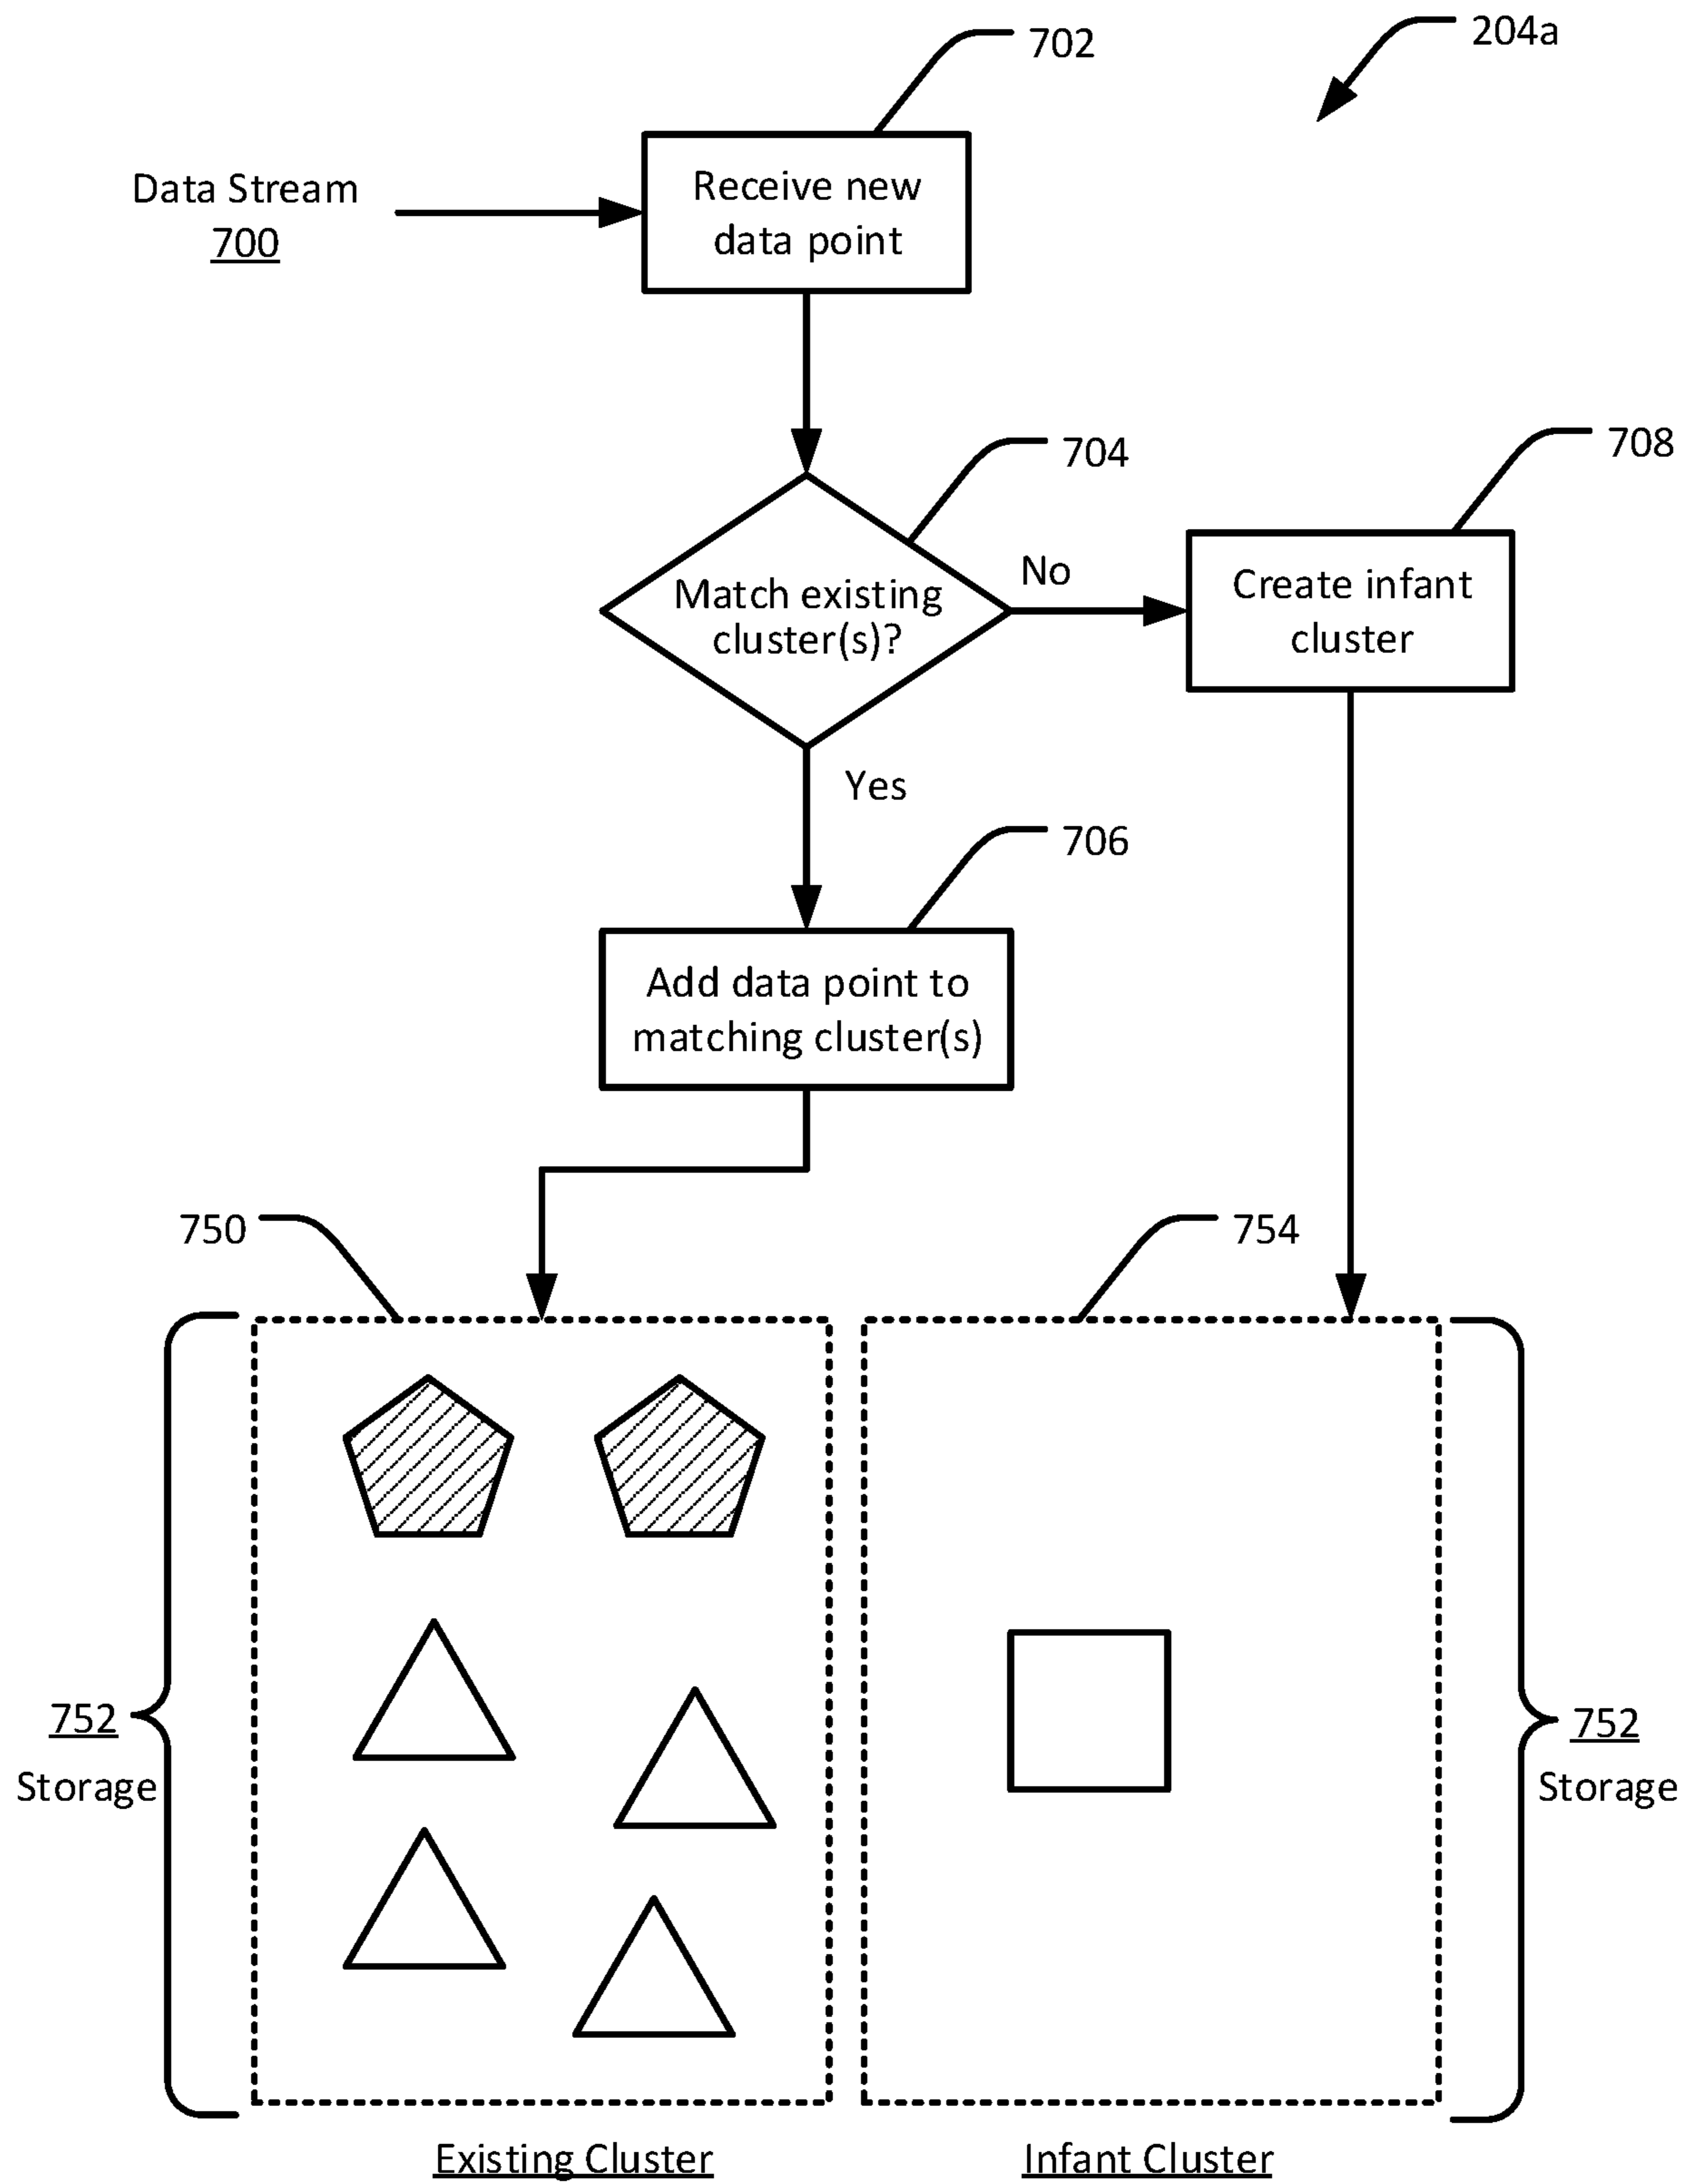 204a
702
Data Stream
700
Receive new
data point
704
708
Match existing
cluster(s)?
No
Create infant
cluster
Yes
706
Add data point to
matching cluster(s)
750
754
752
Storage
752
Storage
Existing Cluster
Infant Cluster